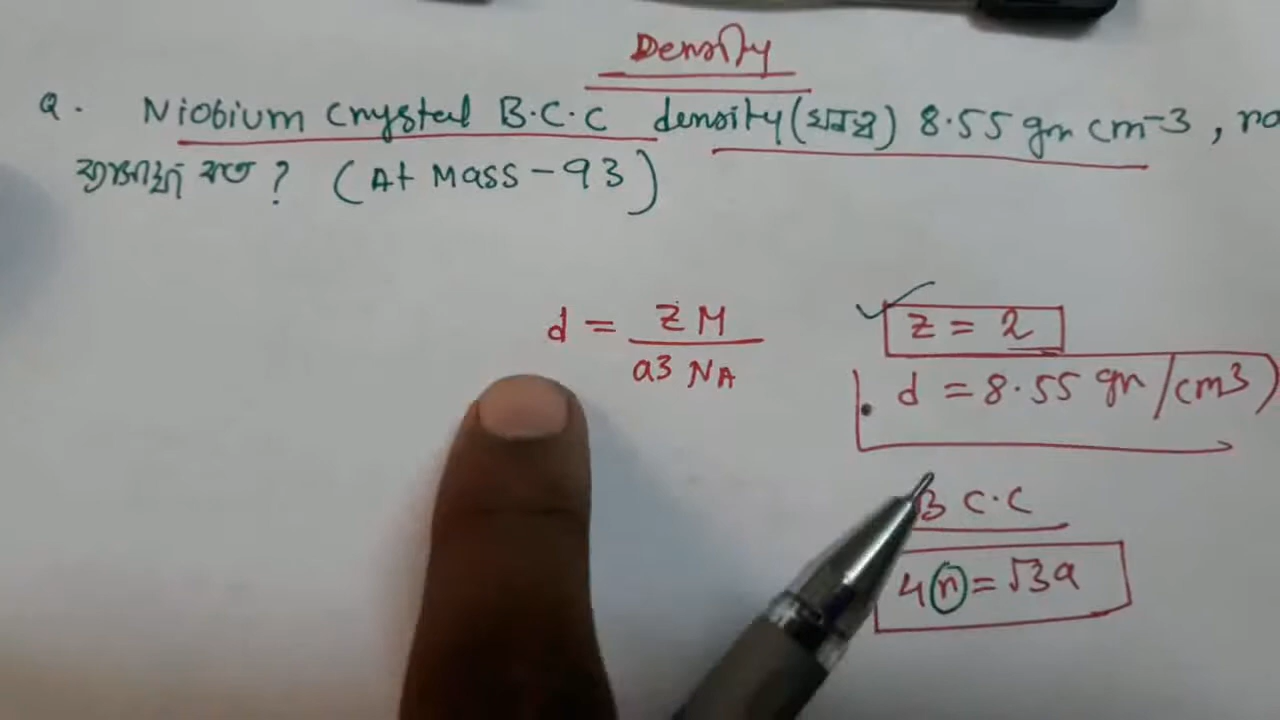 Density
Q. Niobium crystal B.C.C density (ঘনত্ব) 8.55 gm cm-3,
কত? (At Mass - 93)
d = ZM / a3 NA
Z = 2
d = 8.55 gm/cm3
B C.C
4r = √3a